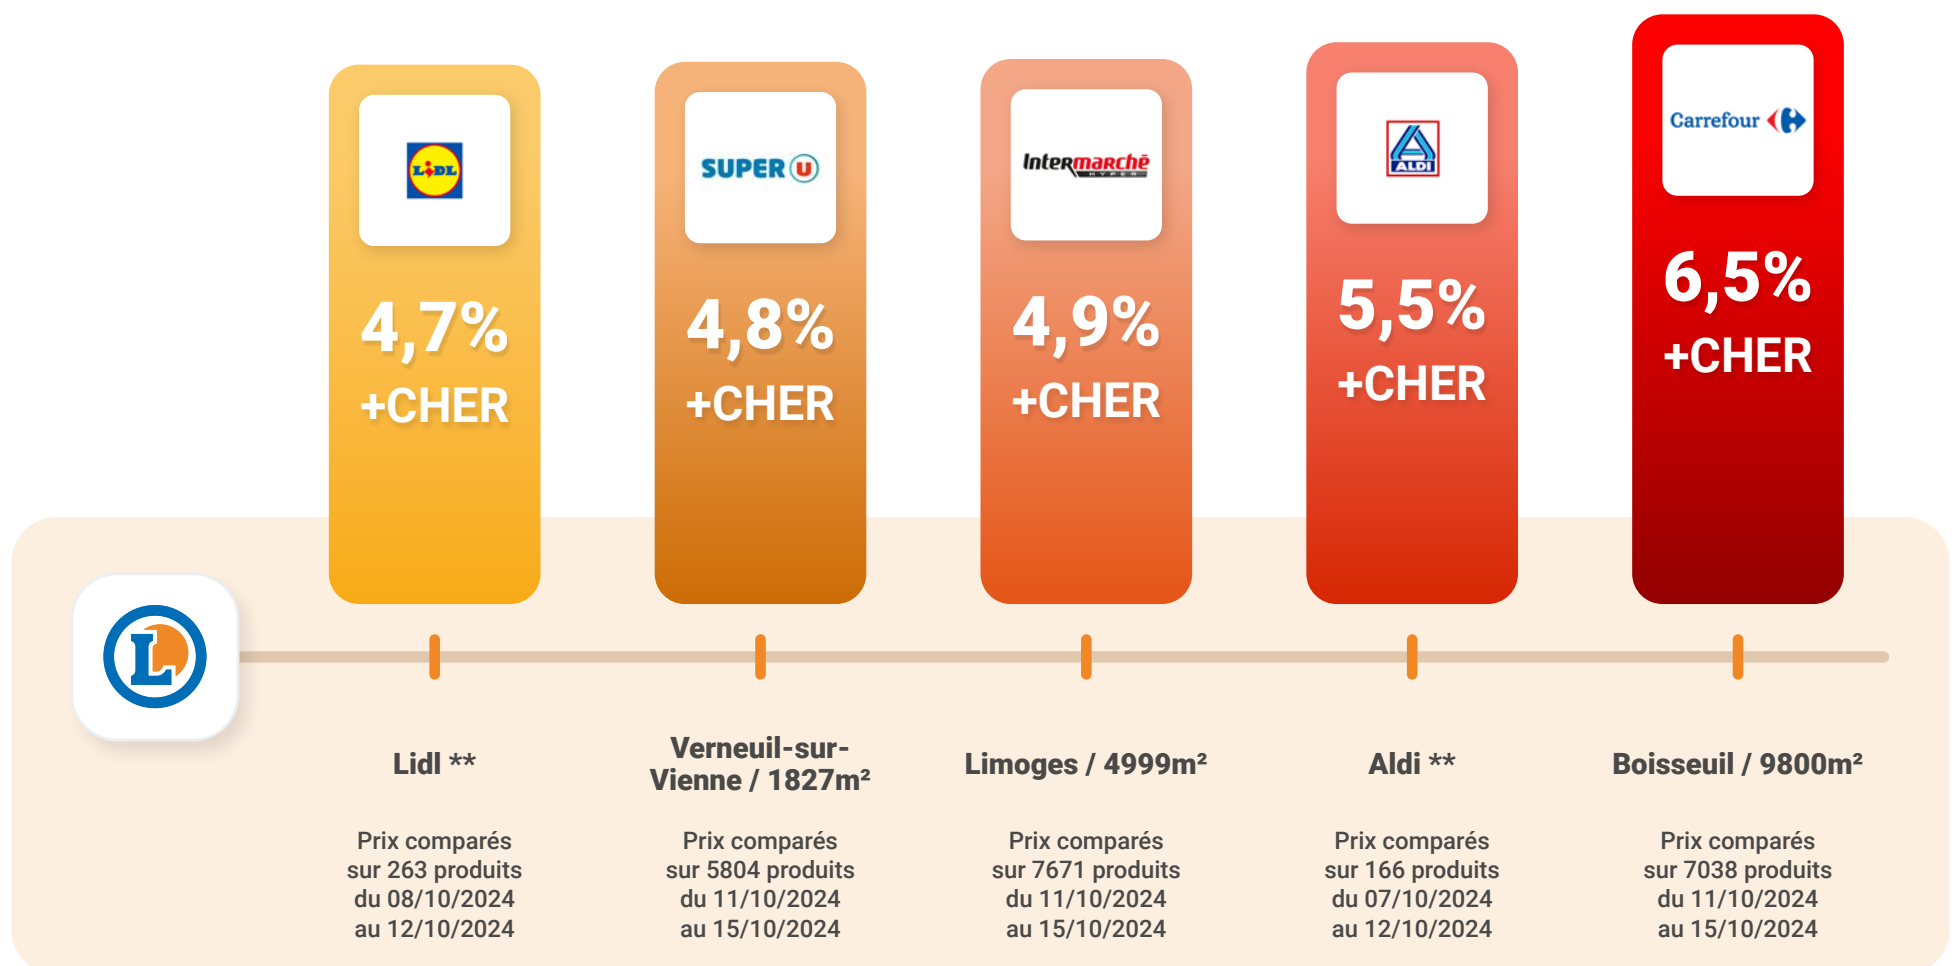 LIDL
4,7%
+CHER
SUPER U
4,8%
+CHER
Intermarchē
HYPER
4,9%
+CHER
ALDI
5,5%
+CHER
Carrefour
6,5%
+CHER
L
Lidl **
Prix comparés
sur 263 produits
du 08/10/2024
au 12/10/2024
Verneuil-sur-
Vienne / 1827m²
Prix comparés
sur 5804 produits
du 11/10/2024
au 15/10/2024
Limoges / 4999m²
Prix comparés
sur 7671 produits
du 11/10/2024
au 15/10/2024
Aldi **
Prix comparés
sur 166 produits
du 07/10/2024
au 12/10/2024
Boisseuil / 9800m²
Prix comparés
sur 7038 produits
du 11/10/2024
au 15/10/2024